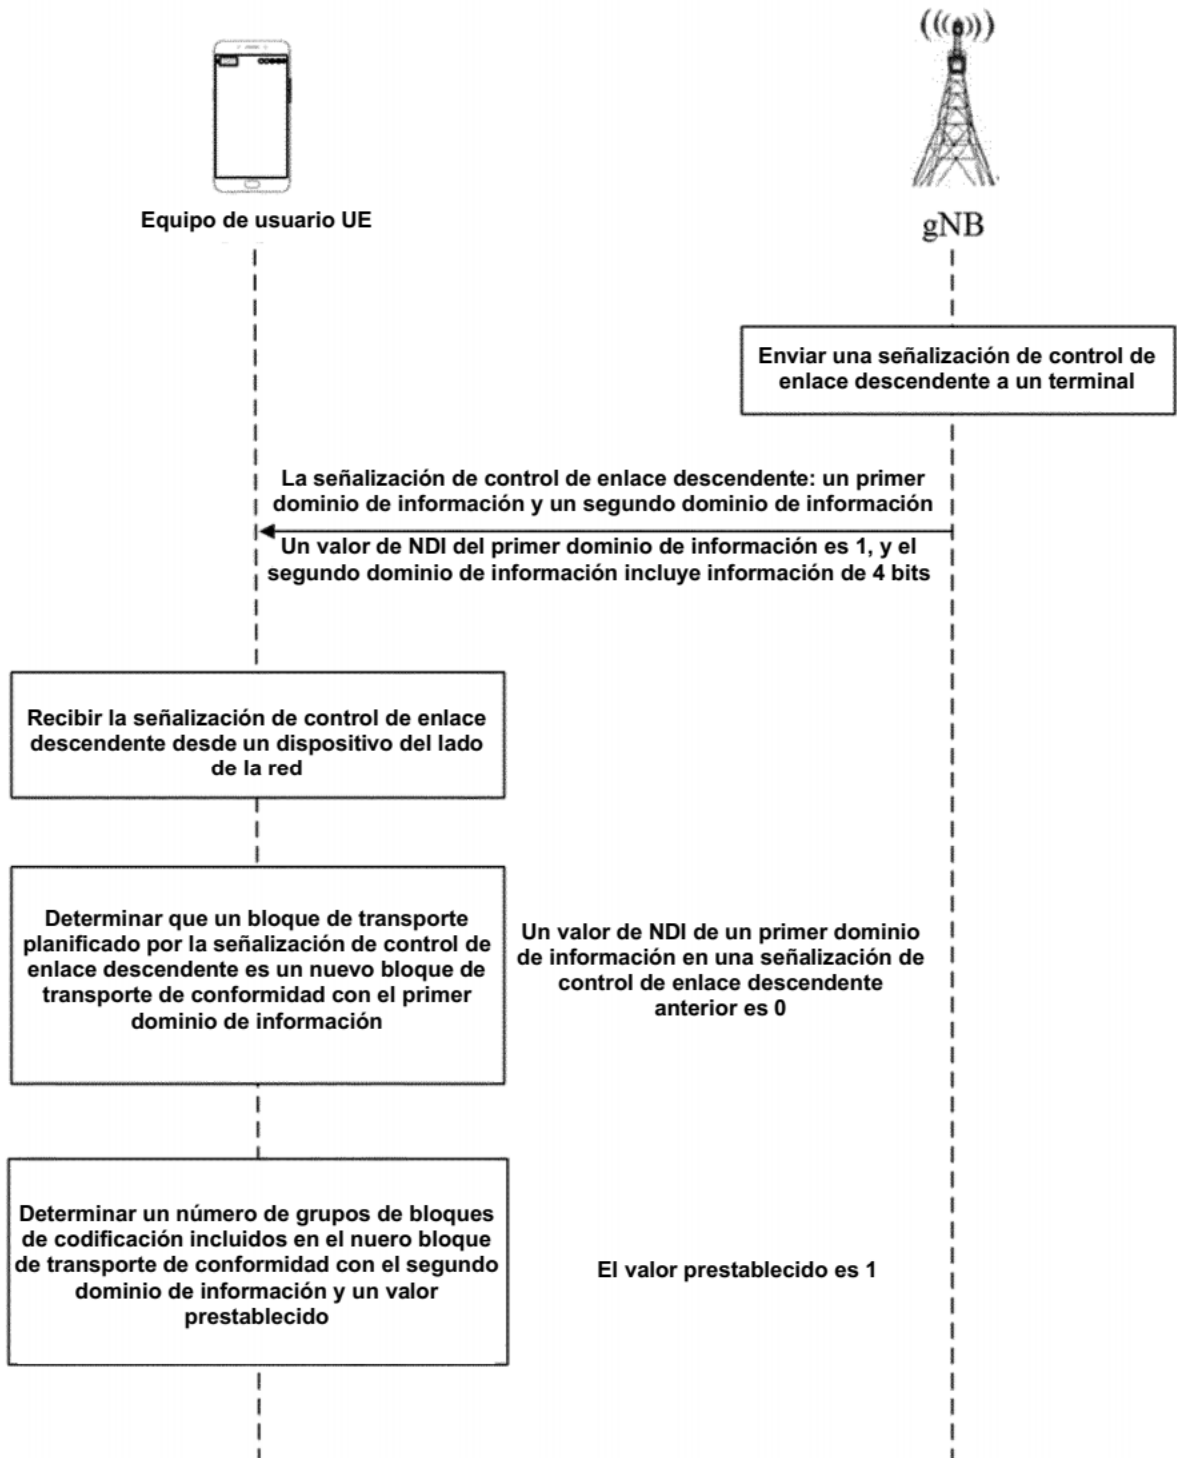 Equipo de usuario UE
gNB
Enviar una señalización de control de
enlace descendente a un terminal
La señalización de control de enlace descendente: un primer
dominio de información y un segundo dominio de información
Un valor de NDI del primer dominio de información es 1, y el
segundo dominio de información incluye información de 4 bits
Recibir la señalización de control de enlace
descendente desde un dispositivo del lado
de la red
Determinar que un bloque de transporte
planificado por la señalización de control de
enlace descendente es un nuevo bloque de
transporte de conformidad con el primer
dominio de información
Un valor de NDI de un primer dominio
de información en una señalización de
control de enlace descendente
anterior es 0
Determinar un número de grupos de bloques
de codificación incluidos en el nuero bloque
de transporte de conformidad con el segundo
dominio de información y un valor
prestablecido
El valor prestablecido es 1